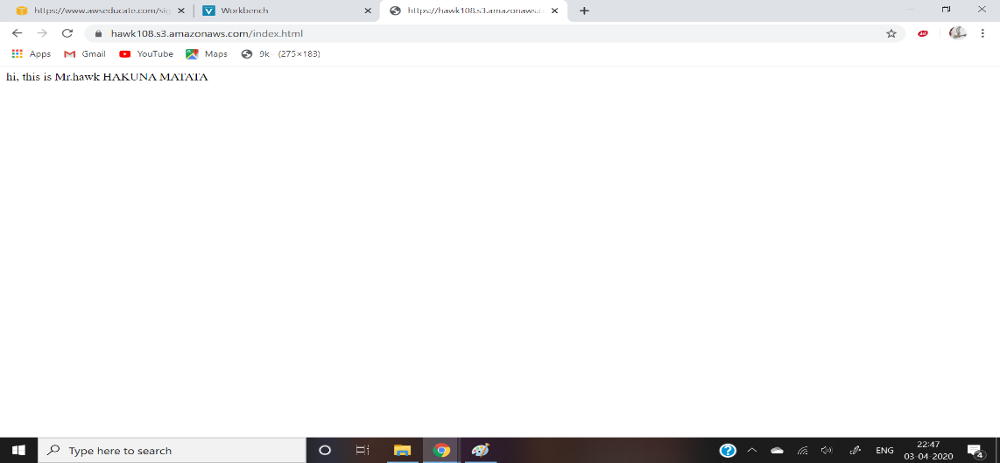 https://www.awseducate.com/sig
Workbench
https://hawk108.s3.amazonaws.c
hawk108.s3.amazonaws.com/index.html
Apps
Gmail
YouTube
Maps
9k - (275×183)
hi, this is Mr.hawk HAKUNA MATATA
Type here to search
ENG
22:47
03-04-2020
4